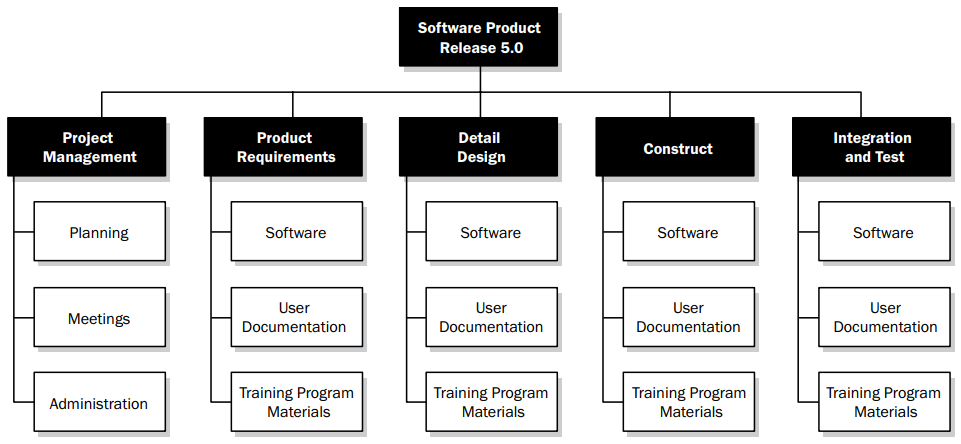 Software Product
Release 5.0
Project
Management
Product
Requirements
Detail
Design
Construct
Integration
and Test
Planning
Software
Software
Software
Software
Meetings
User
Documentation
User
Documentation
User
Documentation
User
Documentation
Administration
Training Program
Materials
Training Program
Materials
Training Program
Materials
Training Program
Materials